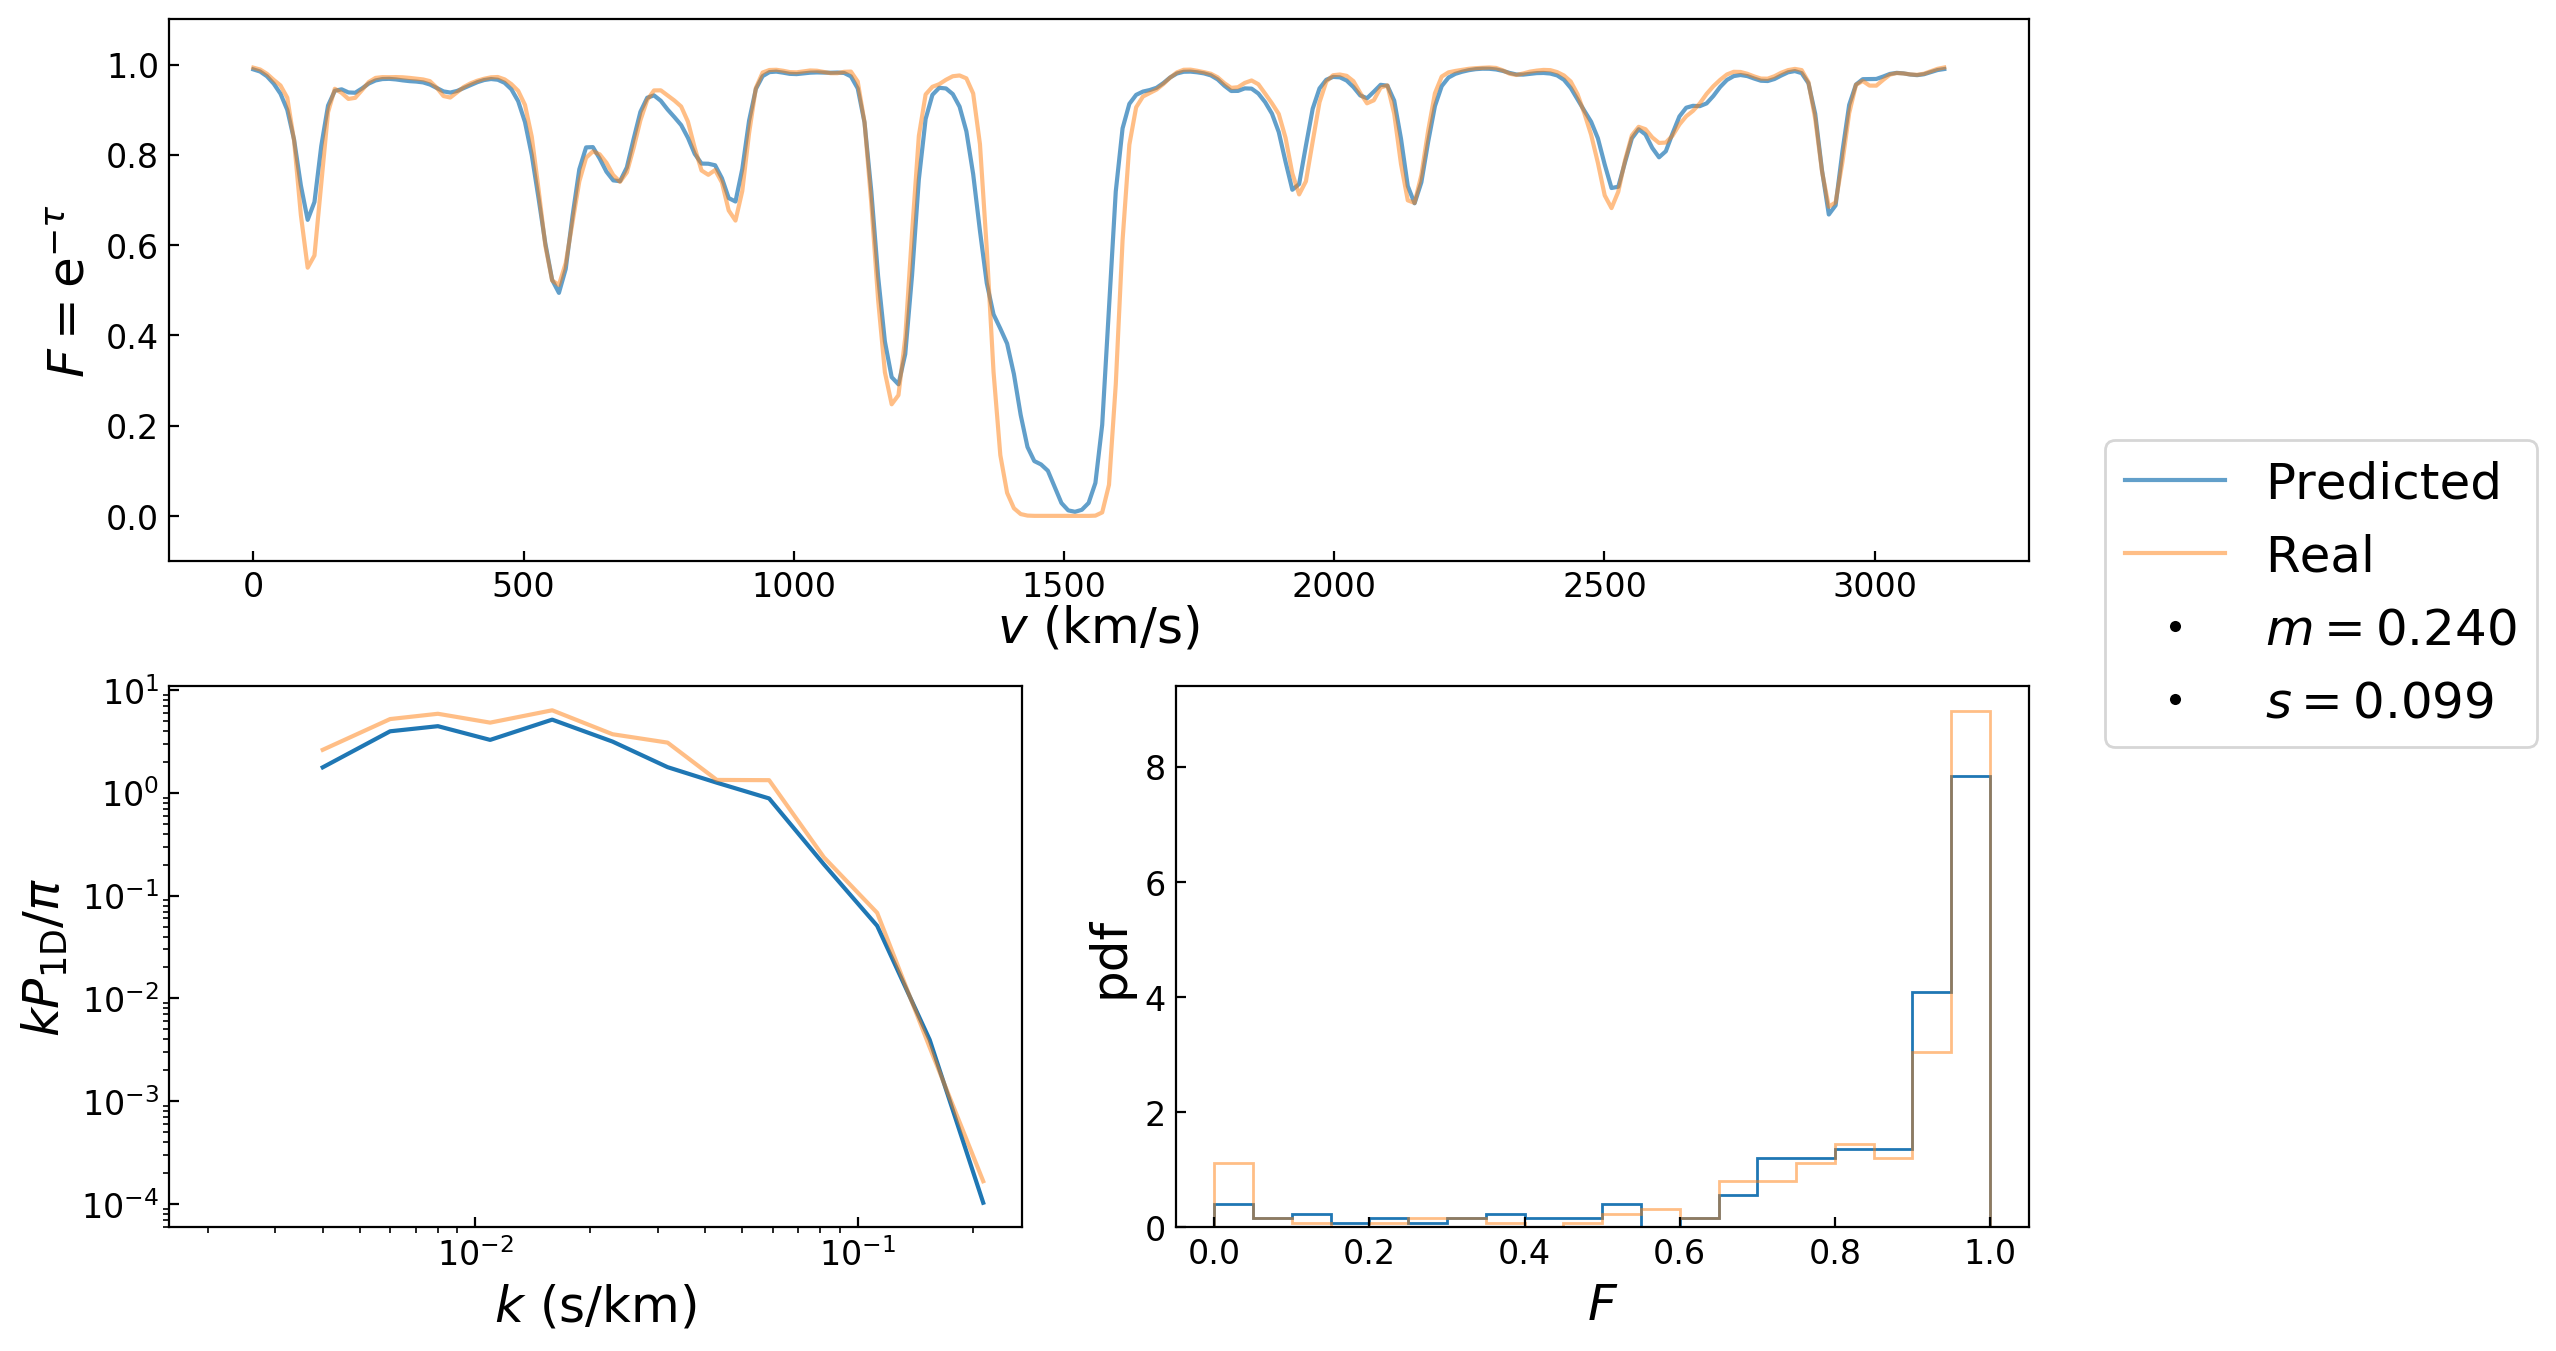 F = e^{−τ}
1.0
0.8
0.6
0.4
0.2
0.0
0 500 1000 1500 2000 2500 3000
v (km/s)
Predicted
Real
m = 0.240
s = 0.099
kP_{1D}/π
10^1
10^0
10^{−1}
10^{−2}
10^{−3}
10^{−4}
10^{−2} 10^{−1}
k (s/km)
pdf
8
6
4
2
0
0.0 0.2 0.4 0.6 0.8 1.0
F